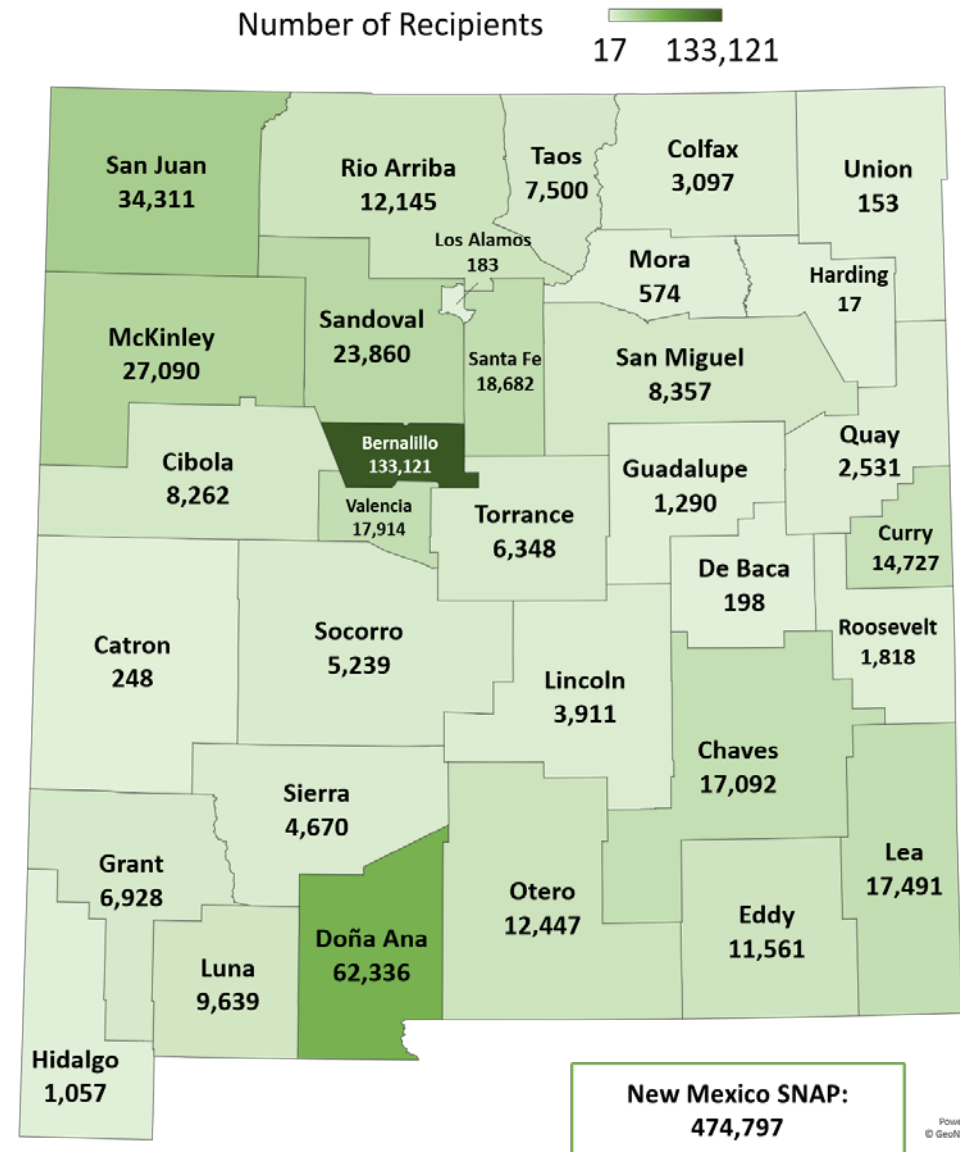 Number of Recipients
17 133,121
San Juan
34,311
Rio Arriba
12,145
Taos
7,500
Colfax
3,097
Union
153
Los Alamos
183
Mora
574
Harding
17
McKinley
27,090
Sandoval
23,860
Santa Fe
18,682
San Miguel
8,357
Bernalillo
133,121
Cibola
8,262
Valencia
17,914
Torrance
6,348
Guadalupe
1,290
Quay
2,531
Curry
14,727
De Baca
198
Roosevelt
1,818
Catron
248
Socorro
5,239
Lincoln
3,911
Chaves
17,092
Sierra
4,670
Grant
6,928
Otero
12,447
Lea
17,491
Eddy
11,561
Doña Ana
62,336
Luna
9,639
Hidalgo
1,057
New Mexico SNAP:
474,797
Powe
© GeoN